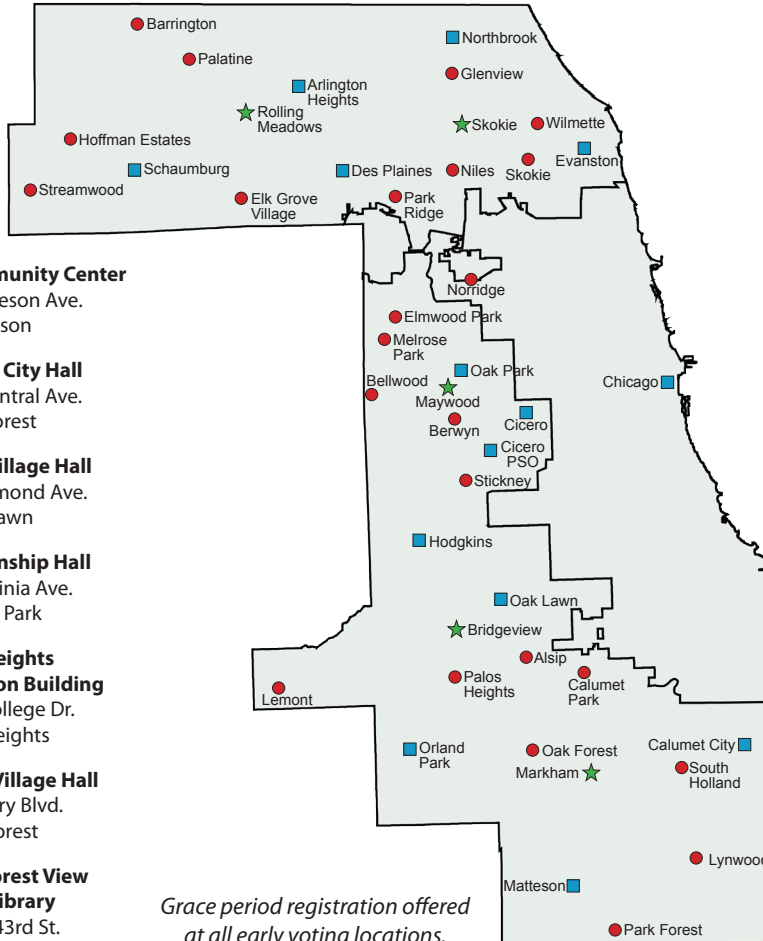 Barrington
Palatine
Northbrook
Glenview
Arlington
Heights
Rolling
Meadows
Skokie
Wilmette
Hoffman Estates
Schaumburg
Des Plaines
Niles
Skokie
Evanston
Streamwood
Elk Grove
Village
Park
Ridge
munity Center
eson Ave.
son
City Hall
ntral Ave.
orest
illage Hall
mond Ave.
awn
nship Hall
inia Ave.
Park
eights
on Building
ollege Dr.
eights
Village Hall
ry Blvd.
orest
orest View
ibrary
43rd St.
Norridge
Elmwood Park
Melrose
Park
Bellwood
Oak Park
Maywood
Berwyn
Cicero
Cicero
PSO
Chicago
Stickney
Hodgkins
Oak Lawn
Bridgeview
Alsip
Palos
Heights
Calumet
Park
Lemont
Orland
Park
Oak Forest
Markham
Calumet City
South
Holland
Lynwood
Matteson
Park Forest
Grace period registration offered
at all early voting locations.